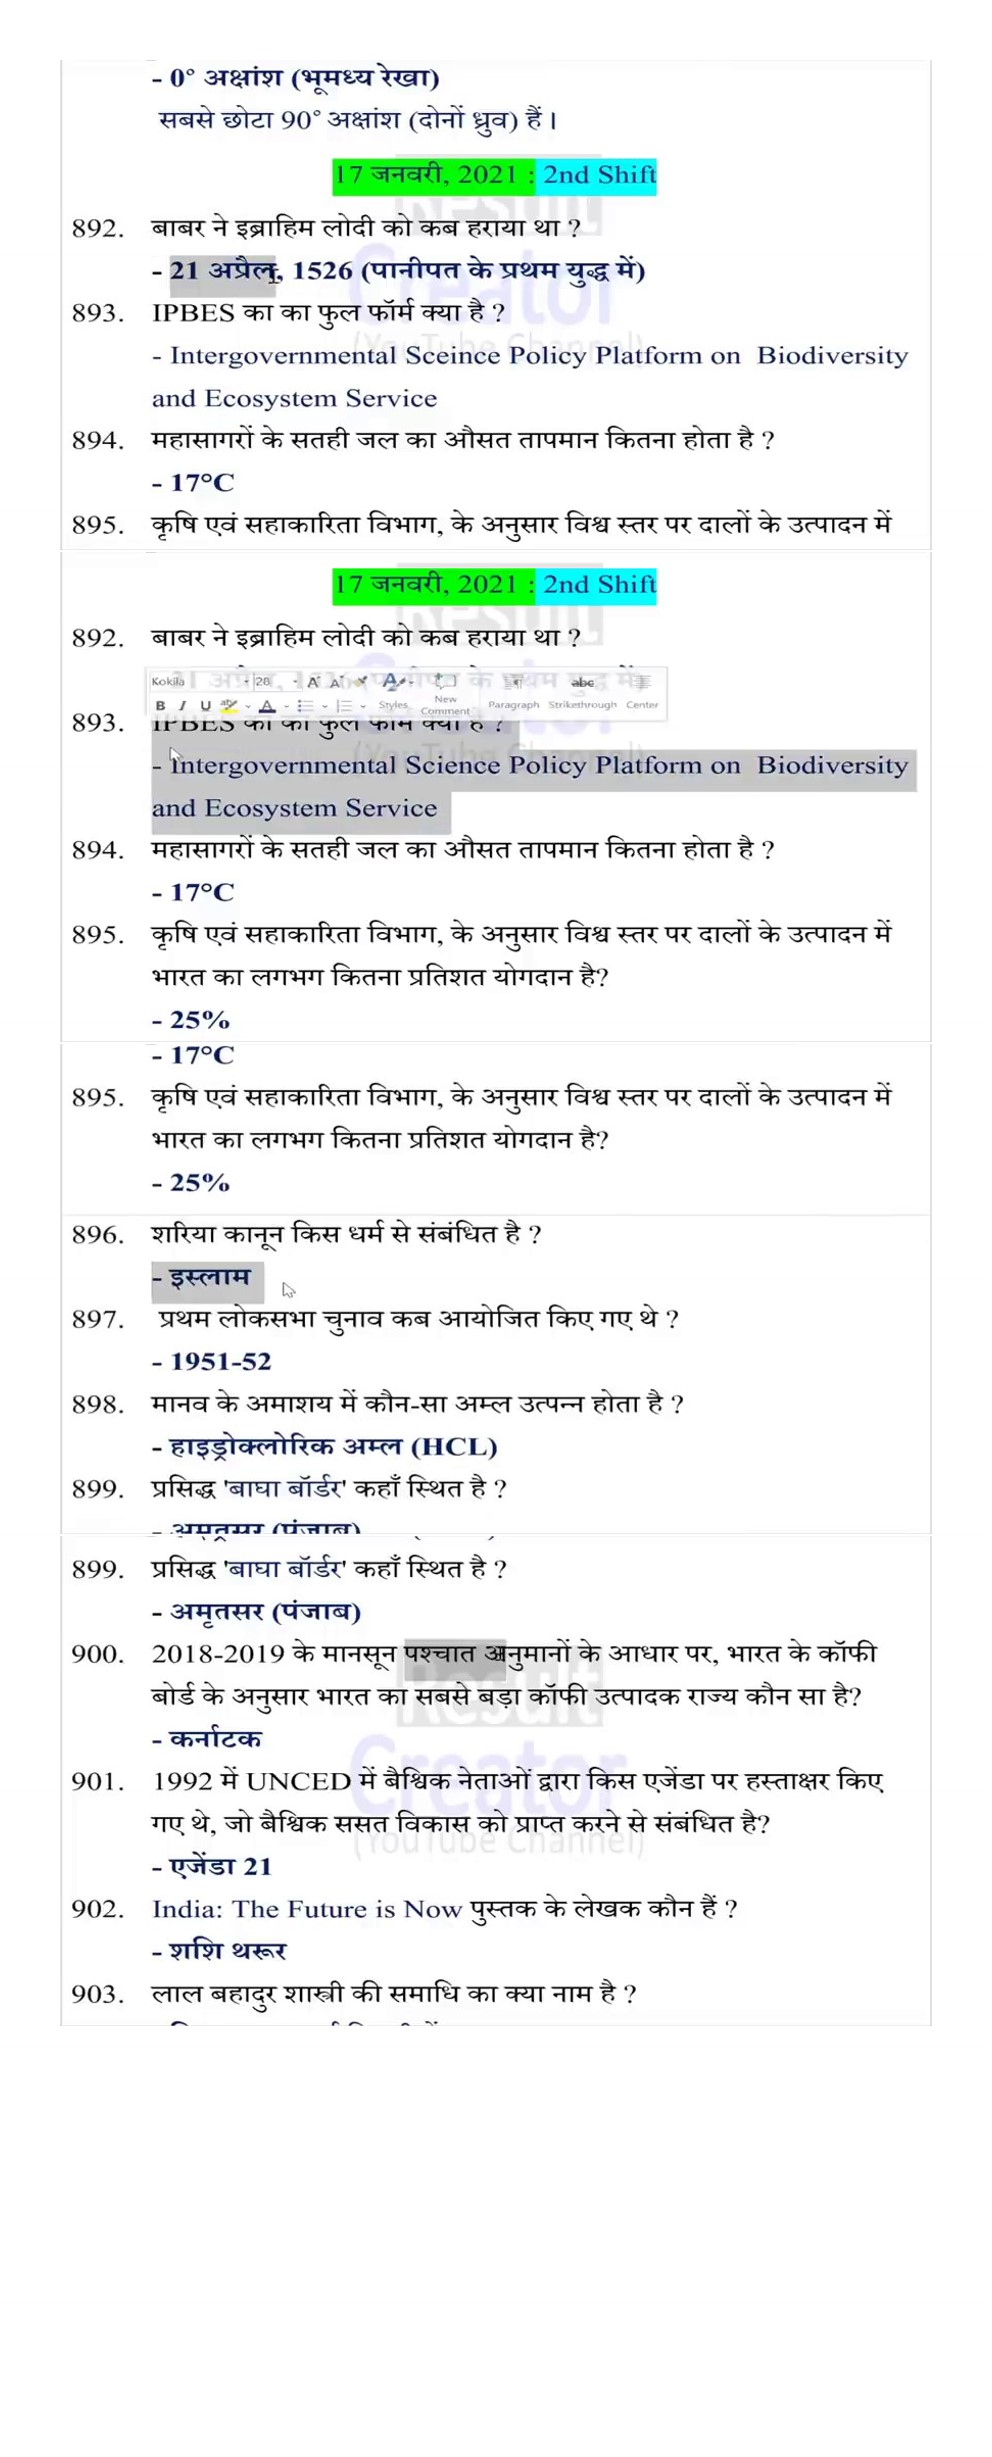 - 0° अक्षांश (भूमध्य रेखा)
सबसे छोटा 90° अक्षांश (दोनों ध्रुव) हैं।
17 जनवरी, 2021 : 2nd Shift
892. बाबर ने इब्राहिम लोदी को कब हराया था ?
- 21 अप्रैल, 1526 (पानीपत के प्रथम युद्ध में)
893. IPBES का का फुल फॉर्म क्या है ?
- Intergovernmental Sceince Policy Platform on Biodiversity
and Ecosystem Service
894. महासागरों के सतही जल का औसत तापमान कितना होता है ?
- 17°C
895. कृषि एवं सहाकारिता विभाग, के अनुसार विश्व स्तर पर दालों के उत्पादन में
17 जनवरी, 2021 : 2nd Shift
892. बाबर ने इब्राहिम लोदी को कब हराया था ?
Kokila 28
B I U Styles New Comment Paragraph Strikethrough Center
893. IPBES का का फुल फॉर्म क्या है ?
- Intergovernmental Science Policy Platform on Biodiversity
and Ecosystem Service
894. महासागरों के सतही जल का औसत तापमान कितना होता है ?
- 17°C
895. कृषि एवं सहाकारिता विभाग, के अनुसार विश्व स्तर पर दालों के उत्पादन में
भारत का लगभग कितना प्रतिशत योगदान है?
- 25%
- 17°C
895. कृषि एवं सहाकारिता विभाग, के अनुसार विश्व स्तर पर दालों के उत्पादन में
भारत का लगभग कितना प्रतिशत योगदान है?
- 25%
896. शरिया कानून किस धर्म से संबंधित है ?
- इस्लाम
897. प्रथम लोकसभा चुनाव कब आयोजित किए गए थे ?
- 1951-52
898. मानव के अमाशय में कौन-सा अम्ल उत्पन्न होता है ?
- हाइड्रोक्लोरिक अम्ल (HCL)
899. प्रसिद्ध 'बाघा बॉर्डर' कहाँ स्थित है ?
- अमृतसर (पंजाब)
899. प्रसिद्ध 'बाघा बॉर्डर' कहाँ स्थित है ?
- अमृतसर (पंजाब)
900. 2018-2019 के मानसून पश्चात अनुमानों के आधार पर, भारत के कॉफी
बोर्ड के अनुसार भारत का सबसे बड़ा कॉफी उत्पादक राज्य कौन सा है?
- कर्नाटक
901. 1992 में UNCED में बैश्विक नेताओं द्वारा किस एजेंडा पर हस्ताक्षर किए
गए थे, जो बैश्विक ससत विकास को प्राप्त करने से संबंधित है?
- एजेंडा 21
902. India: The Future is Now पुस्तक के लेखक कौन हैं ?
- शशि थरूर
903. लाल बहादुर शास्त्री की समाधि का क्या नाम है ?